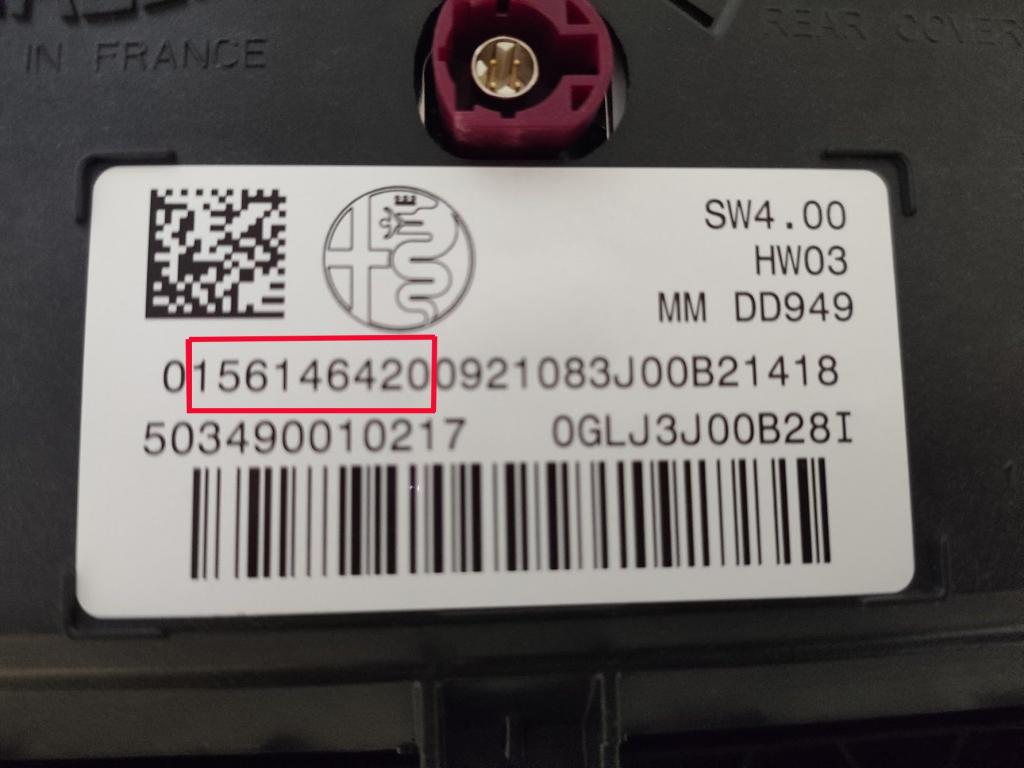 IN FRANCE
REAR COVER
SW4.00
HW03
MM DD949
01561464200921083J00B21418
503490010217 0GLJ3J00B28I